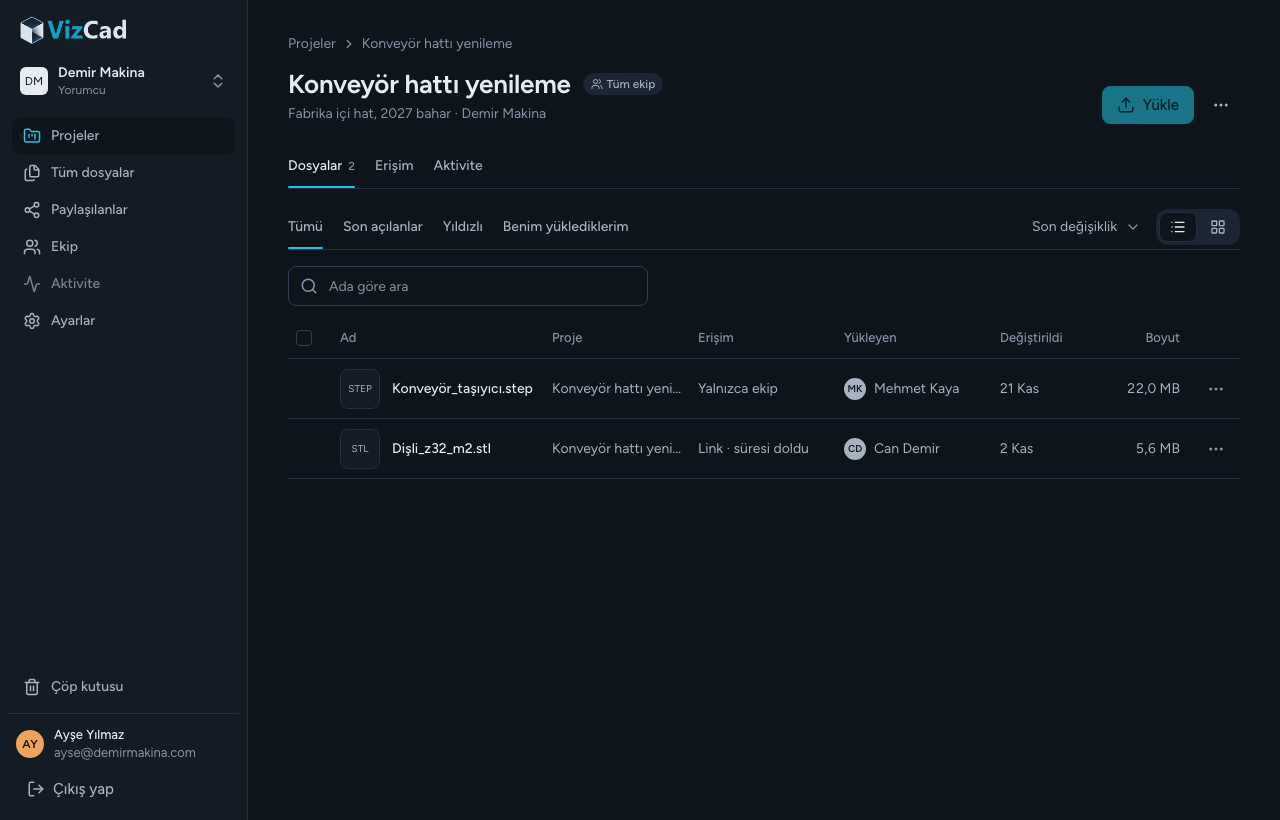 VizCad
DM
Demir Makina
Yorumcu
Projeler
Tüm dosyalar
Paylaşılanlar
Ekip
Aktivite
Ayarlar
Çöp kutusu
AY
Ayşe Yılmaz
ayse@demirmakina.com
Çıkış yap
Projeler > Konveyör hattı yenileme
Konveyör hattı yenileme Tüm ekip
Fabrika içi hat, 2027 bahar · Demir Makina
Yükle
Dosyalar 2 Erişim Aktivite
Tümü Son açılanlar Yıldızlı Benim yüklediklerim Son değişiklik
Ada göre ara
Ad Proje Erişim Yükleyen Değiştirildi Boyut
STEP Konveyör_taşıyıcı.step Konveyör hattı yeni... Yalnızca ekip MK Mehmet Kaya 21 Kas 22,0 MB
STL Dişli_z32_m2.stl Konveyör hattı yeni... Link · süresi doldu CD Can Demir 2 Kas 5,6 MB